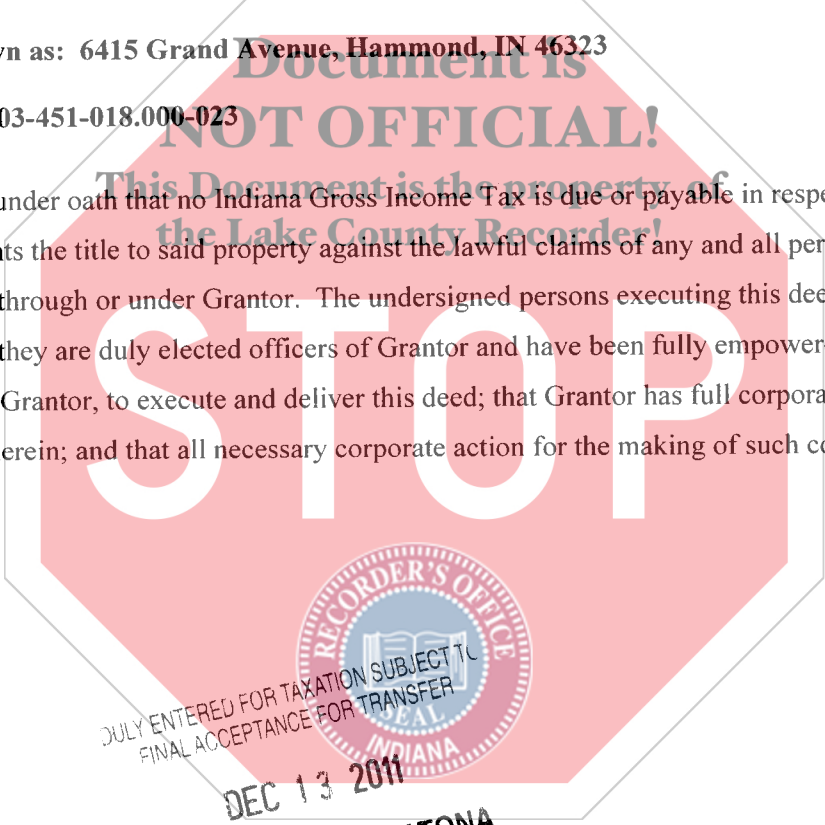 vn as: 6415 Grand Avenue, Hammond, IN 46323
Document is
03-451-018.000-023
NOT OFFICIAL!
This Document is the property of
under oath that no Indiana Gross Income Tax is due or payable in respe
the Lake County Recorder!
ts the title to said property against the lawful claims of any and all per
through or under Grantor. The undersigned persons executing this dee
they are duly elected officers of Grantor and have been fully empower
Grantor, to execute and deliver this deed; that Grantor has full corpora
erein; and that all necessary corporate action for the making of such co
STOP
RECORDER'S OFFICE
SEAL
INDIANA
DULY ENTERED FOR TAXATION SUBJECT TO
FINAL ACCEPTANCE FOR TRANSFER
DEC 13 2011